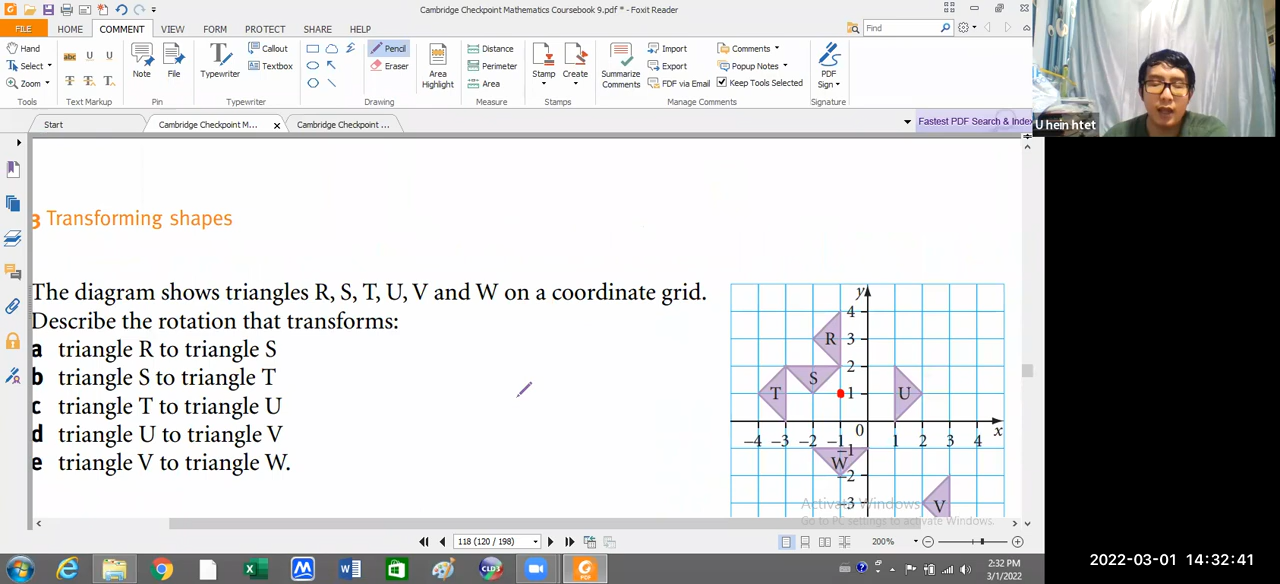 Cambridge Checkpoint Mathematics Coursebook 9.pdf * - Foxit Reader
FILE HOME COMMENT VIEW FORM PROTECT SHARE HELP
Find
Hand
Select
Zoom
Tools
Text Markup
Note
File
Pin
Typewriter
Callout
Textbox
Typewriter
Pencil
Eraser
Drawing
Area Highlight
Distance
Perimeter
Area
Measure
Stamp
Create
Stamps
Summarize Comments
Import
Export
PDF via Email
Comments
Popup Notes
Keep Tools Selected
Manage Comments
PDF Sign
Signature
U hein htet
Start
Cambridge Checkpoint M...
Cambridge Checkpoint ...
Fastest PDF Search & Index
3 Transforming shapes
The diagram shows triangles R, S, T, U, V and W on a coordinate grid.
Describe the rotation that transforms:
a triangle R to triangle S
b triangle S to triangle T
c triangle T to triangle U
d triangle U to triangle V
e triangle V to triangle W.
y
4
R 3
2
S
T 1 U
0 x
-4 -3 -2 -1 1 2 3 4
-1
W
-2
-3 V
Activate Windows
Go to PC settings to activate Windows.
118 (120 / 198)
200%
2022-03-01 14:32:41
2:32 PM
3/1/2022